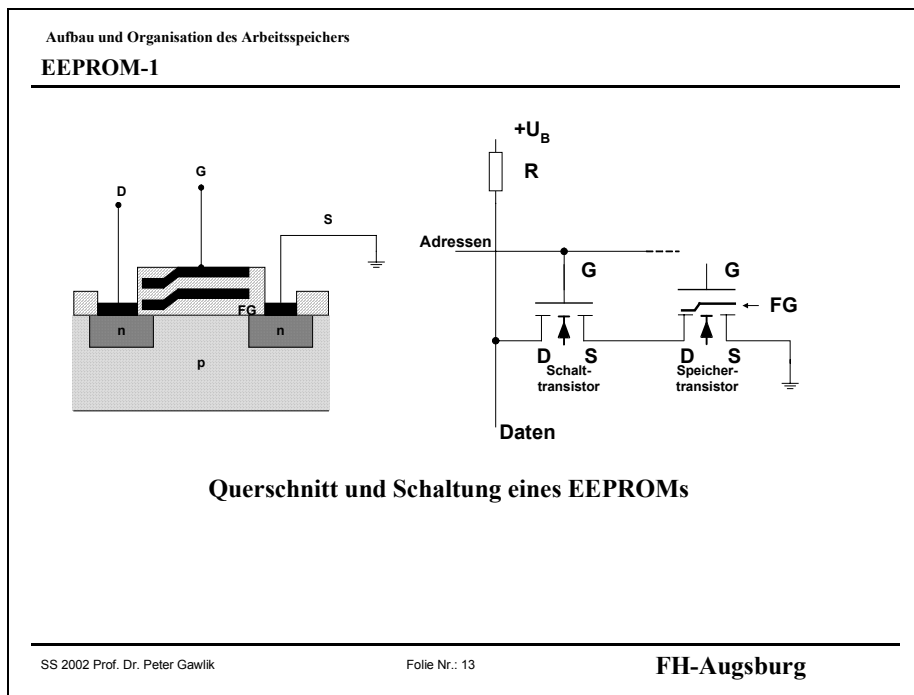 Aufbau und Organisation des Arbeitsspeichers
EEPROM-1
D
G
S
FG
n
n
p
+UB
R
Adressen
G
G
FG
D S
D S
Schalt-
transistor
Speicher-
transistor
Daten
Querschnitt und Schaltung eines EEPROMs
SS 2002 Prof. Dr. Peter Gawlik
Folie Nr.: 13
FH-Augsburg